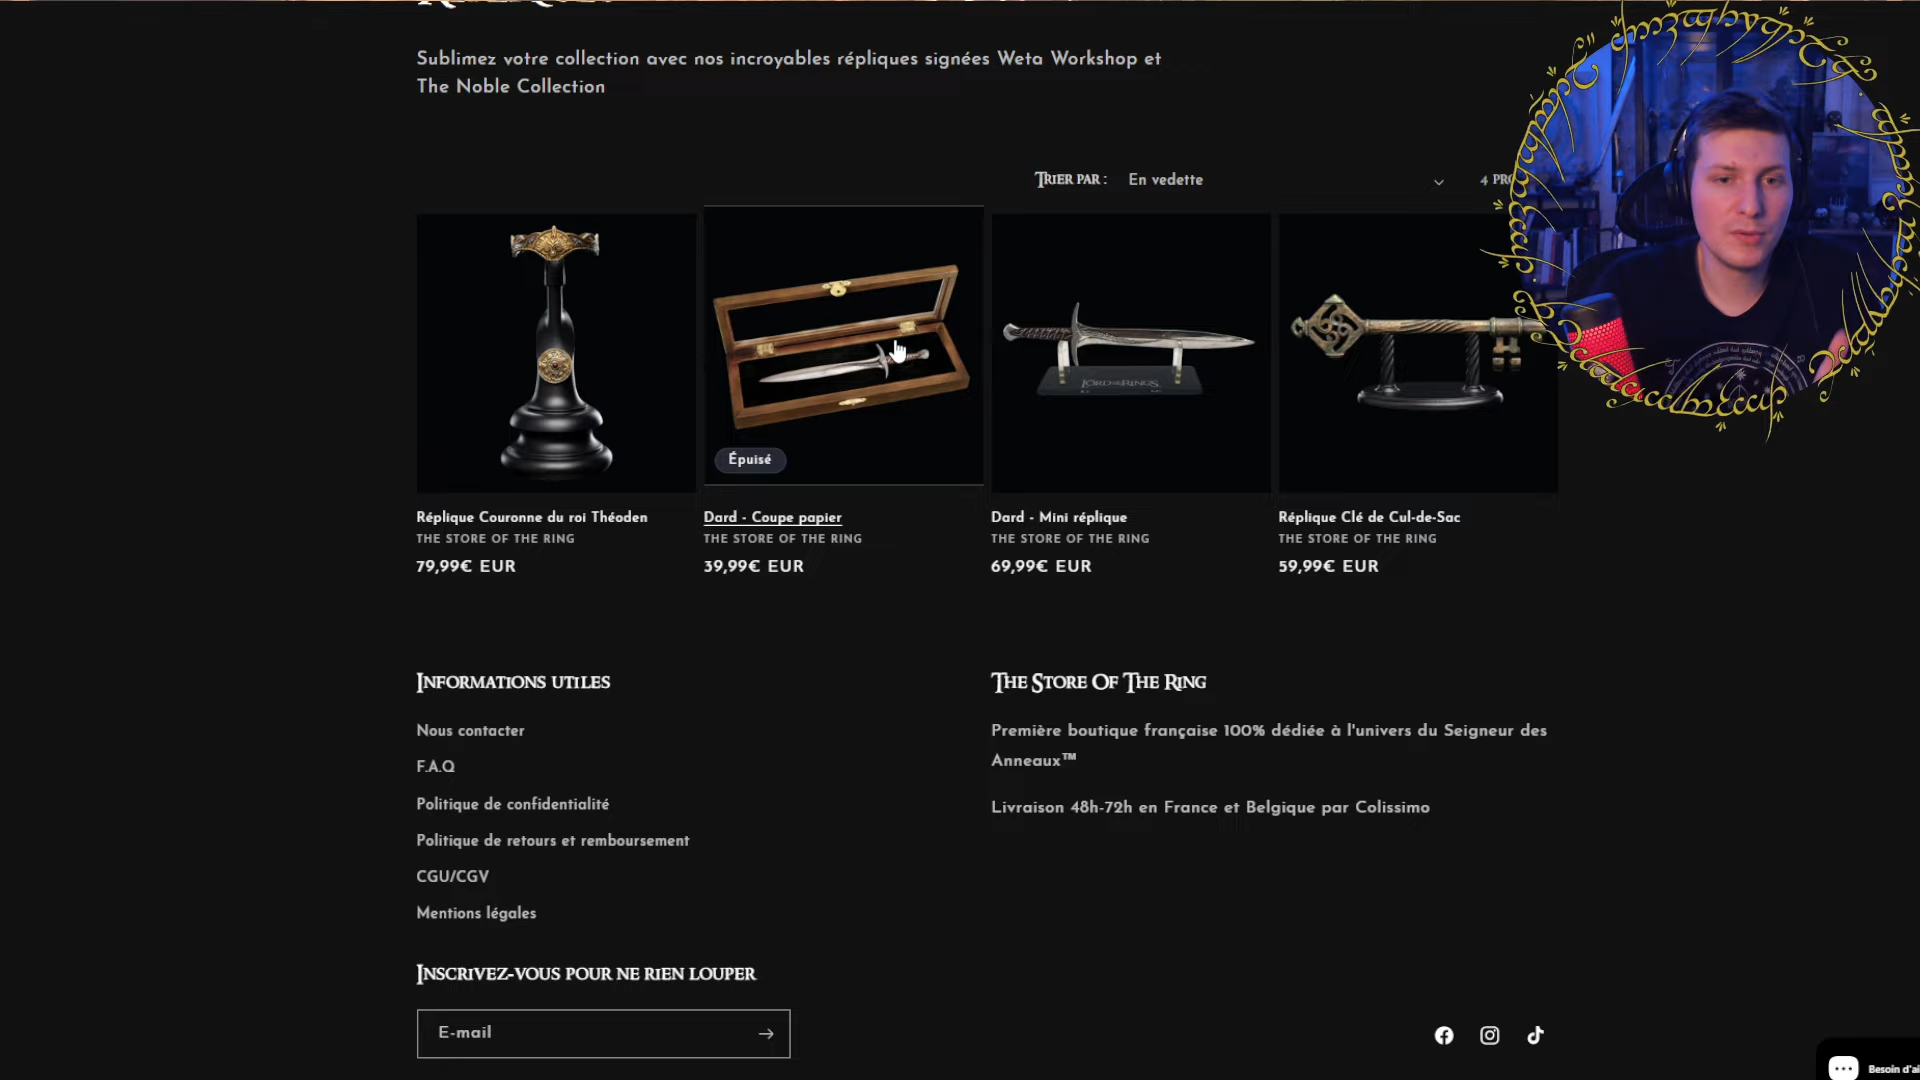 Sublimez votre collection avec nos incroyables répliques signées Weta Workshop et
The Noble Collection
Trier par : En vedette
4
LORD OF THE RINGS
Épuisé
Réplique Couronne du roi Théoden
THE STORE OF THE RING
79,99€ EUR
Dard - Coupe papier
THE STORE OF THE RING
39,99€ EUR
Dard - Mini réplique
THE STORE OF THE RING
69,99€ EUR
Réplique Clé de Cul-de-Sac
THE STORE OF THE RING
59,99€ EUR
Informations utiles
Nous contacter
F.A.Q
Politique de confidentialité
Politique de retours et remboursement
CGU/CGV
Mentions légales
The Store Of The Ring
Première boutique française 100% dédiée à l'univers du Seigneur des
Anneaux™
Livraison 48h-72h en France et Belgique par Colissimo
Inscrivez-vous pour ne rien louper
E-mail
Besoin